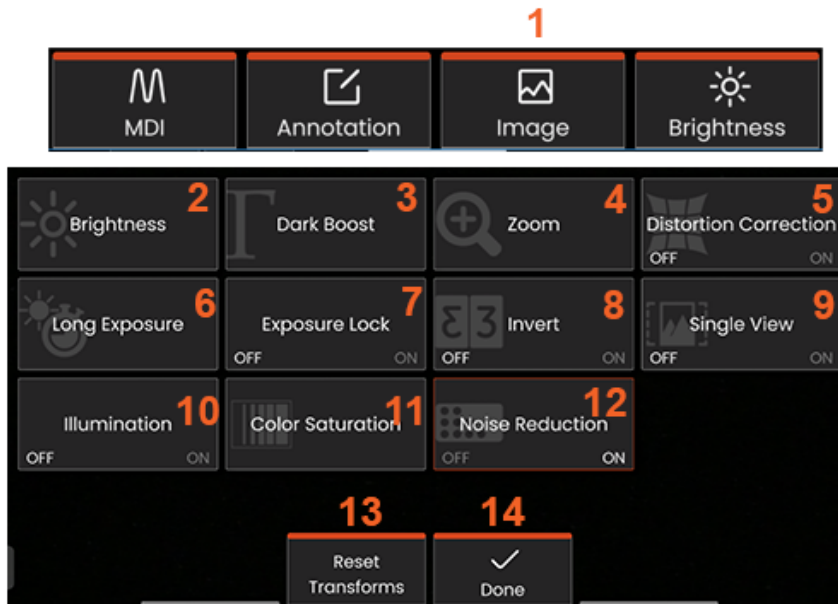 1
MDI Annotation Image Brightness
Brightness 2 Dark Boost 3 Zoom 4 Distortion Correction 5
OFF ON
Long Exposure 6 Exposure Lock 7 Invert 8 Single View 9
OFF ON OFF ON OFF ON
Illumination 10 Color Saturation 11 Noise Reduction 12
OFF ON OFF ON
13 14
Reset
Transforms Done